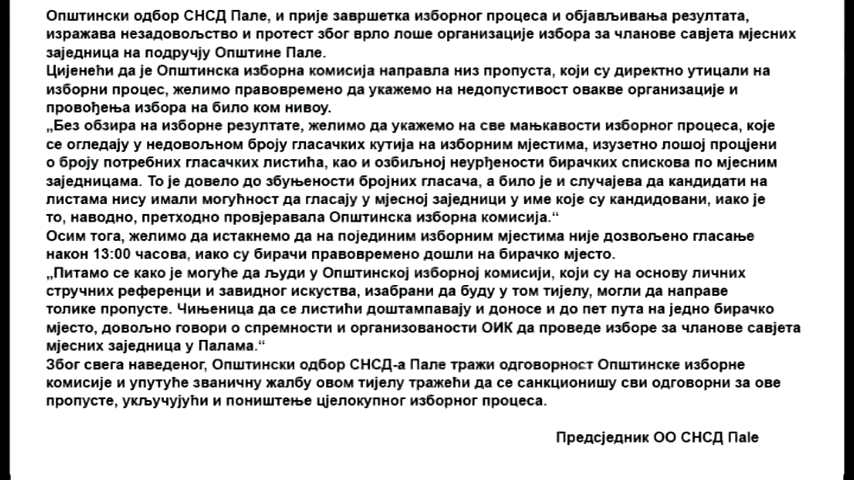 Општински одбор СНСД Пале, и прије завршетка изборног процеса и објављивања резултата,
изражава незадовољство и протест због врло лоше организације избора за чланове савјета мјесних
заједница на подручју Општине Пале.
Цијенећи да је Општинска изборна комисија направла низ пропуста, који су директно утицали на
изборни процес, желимо правовремено да укажемо на недопустивост овакве организације и
провођења избора на било ком нивоу.
„Без обзира на изборне резултате, желимо да укажемо на све мањкавости изборног процеса, које
се огледају у недовољном броју гласачких кутија на изборним мјестима, изузетно лошој процјени
о броју потребних гласачких листића, као и озбиљној неурђености бирачких спискова по мјесним
заједницама. То је довело до збуњености бројних гласача, а било је и случајева да кандидати на
листама нису имали могућност да гласају у мјесној заједници у име које су кандидовани, иако је
то, наводно, претходно провјеравала Општинска изборна комисија.“
Осим тога, желимо да истакнемо да на појединим изборним мјестима није дозвољено гласање
након 13:00 часова, иако су бирачи правовремено дошли на бирачко мјесто.
„Питамо се како је могуће да људи у Општинској изборној комисији, који су на основу личних
стручних референци и завидног искуства, изабрани да буду у том тијелу, могли да направе
толике пропусте. Чињеница да се листићи доштампавају и доносе и до пет пута на једно бирачко
мјесто, довољно говори о спремности и организованости ОИК да проведе изборе за чланове савјета
мјесних заједница у Палама.“
Због свега наведеног, Општински одбор СНСД-а Пале тражи одговорност Општинске изборне
комисије и упутуће званичну жалбу овом тијелу тражећи да се санкционишу сви одговорни за ове
пропусте, укључујући и поништење цјелокупног изборног процеса.
Предсједник ОО СНСД Пале